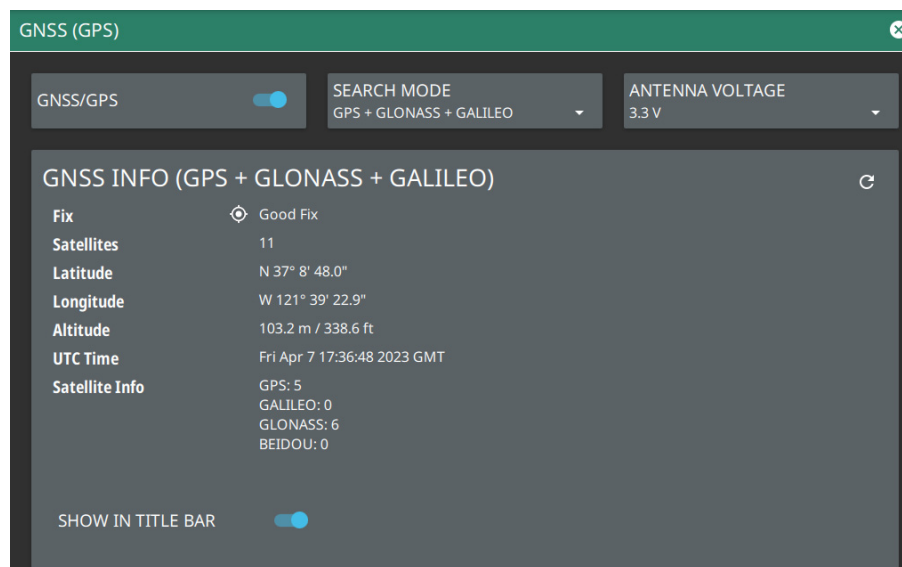 GNSS (GPS)
GNSS/GPS
SEARCH MODE
GPS + GLONASS + GALILEO
ANTENNA VOLTAGE
3.3 V
GNSS INFO (GPS + GLONASS + GALILEO)
Fix Good Fix
Satellites 11
Latitude N 37° 8' 48.0"
Longitude W 121° 39' 22.9"
Altitude 103.2 m / 338.6 ft
UTC Time Fri Apr 7 17:36:48 2023 GMT
Satellite Info GPS: 5
GALILEO: 0
GLONASS: 6
BEIDOU: 0
SHOW IN TITLE BAR